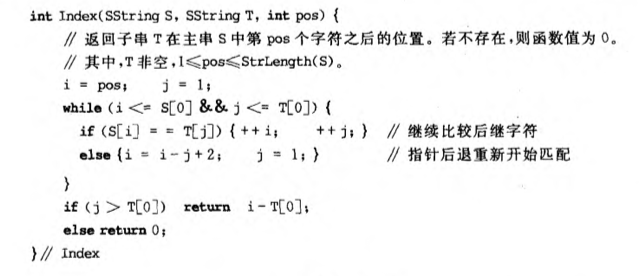 int Index(SString S, SString T, int pos) {
// 返回子串 T 在主串 S 中第 pos 个字符之后的位置。若不存在,则函数值为 0。
// 其中,T 非空,1≤pos≤StrLength(S)。
i = pos; j = 1;
while (i <= S[0] && j <= T[0]) {
if (S[i] = = T[j]) { ++ i; ++ j; } // 继续比较后继字符
else {i = i-j+2; j = 1; } // 指针后退重新开始匹配
}
if (j > T[0]) return i-T[0];
else return 0;
}// Index